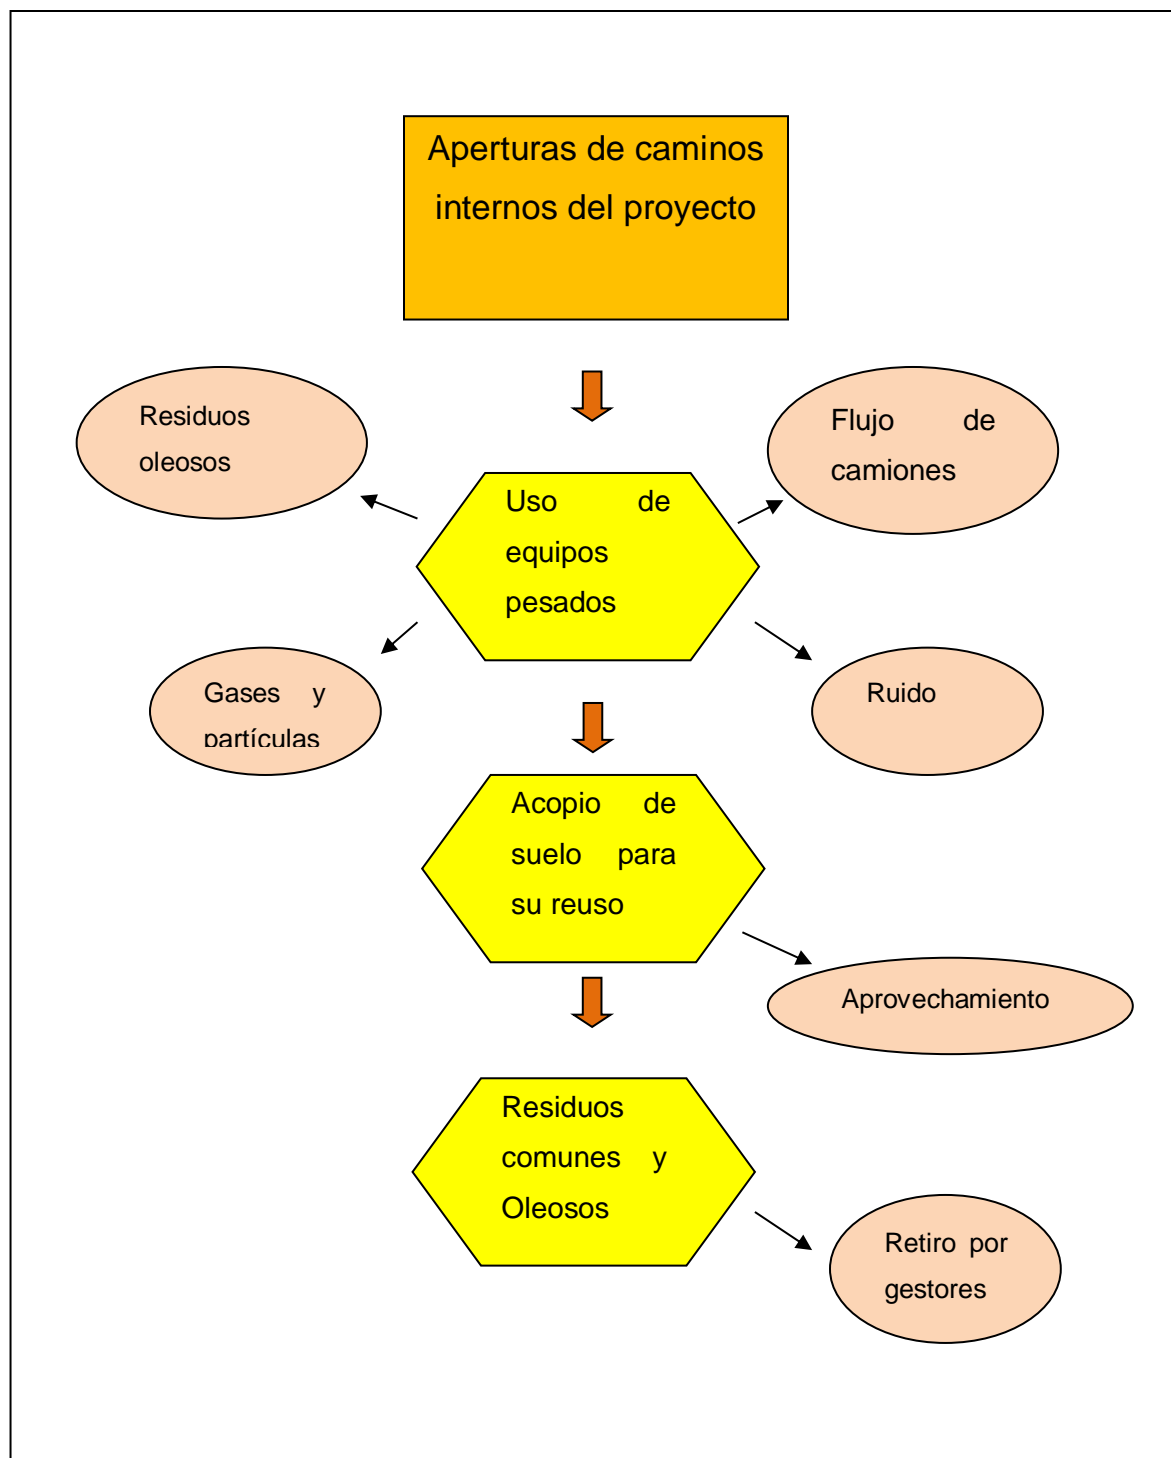 Aperturas de caminos
internos del proyecto
Residuos
oleosos
Flujo de
camiones
Uso de
equipos
pesados
Gases y
partículas
Ruido
Acopio de
suelo para
su reuso
Aprovechamiento
Residuos
comunes y
Oleosos
Retiro por
gestores